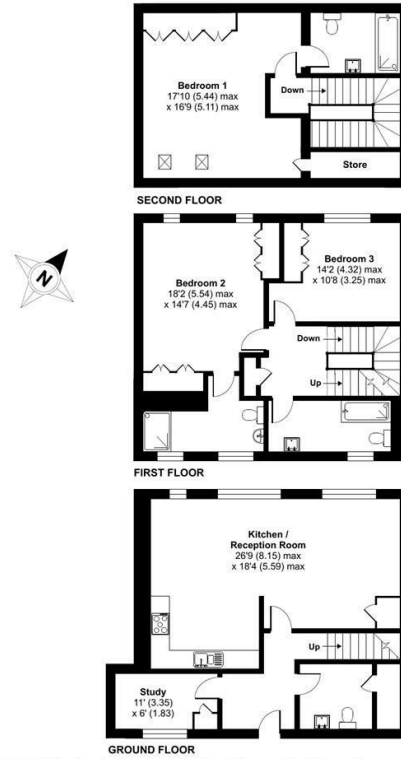 Bedroom 1
17'10 (5.44) max
x 16'9 (5.11) max
Down
Store
SECOND FLOOR
N
Bedroom 2
18'2 (5.54) max
x 14'7 (4.45) max
Bedroom 3
14'2 (4.32) max
x 10'8 (3.25) max
Down
Up
FIRST FLOOR
Kitchen /
Reception Room
26'9 (8.15) max
x 18'4 (5.59) max
Up
Study
11' (3.35)
x 6' (1.83)
GROUND FLOOR